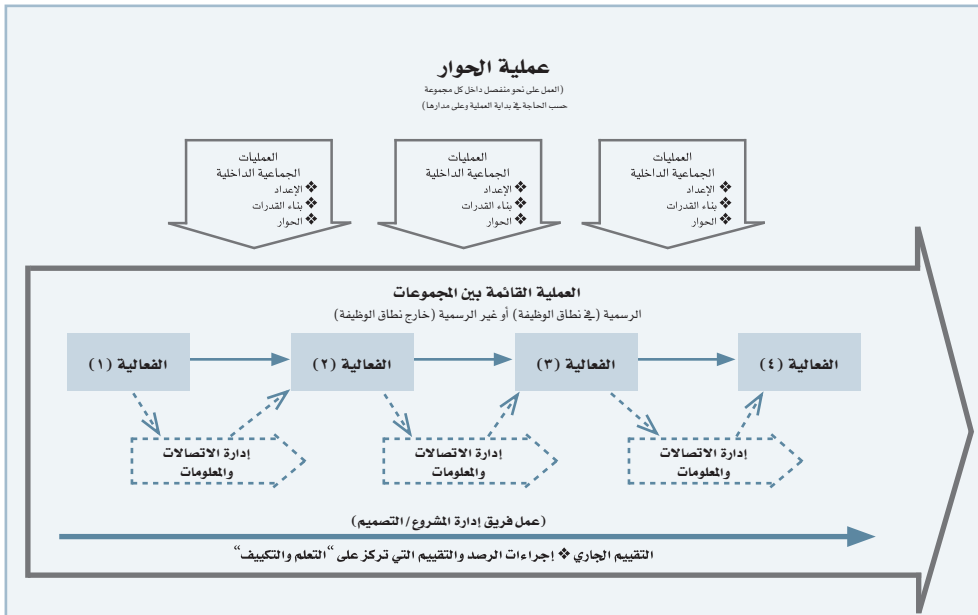 عملية الحوار
(العمل على نحو منفصل داخل كل مجموعة
حسب الحاجة في بداية العملية وعلى مدارها)
العمليات
الجماعية الداخلية
❖ الإعداد
❖ بناء القدرات
❖ الحوار
العمليات
الجماعية الداخلية
❖ الإعداد
❖ بناء القدرات
❖ الحوار
العمليات
الجماعية الداخلية
❖ الإعداد
❖ بناء القدرات
❖ الحوار
العملية القائمة بين المجموعات
الرسمية (في نطاق الوظيفة) أو غير الرسمية (خارج نطاق الوظيفة)
الفعالية (١)
الفعالية (٢)
الفعالية (٣)
الفعالية (٤)
إدارة الاتصالات
والمعلومات
إدارة الاتصالات
والمعلومات
إدارة الاتصالات
والمعلومات
(عمل فريق إدارة المشروع/ التصميم)
التقييم الجاري ❖ إجراءات الرصد والتقييم التي تركز على “التعلم والتكييف“